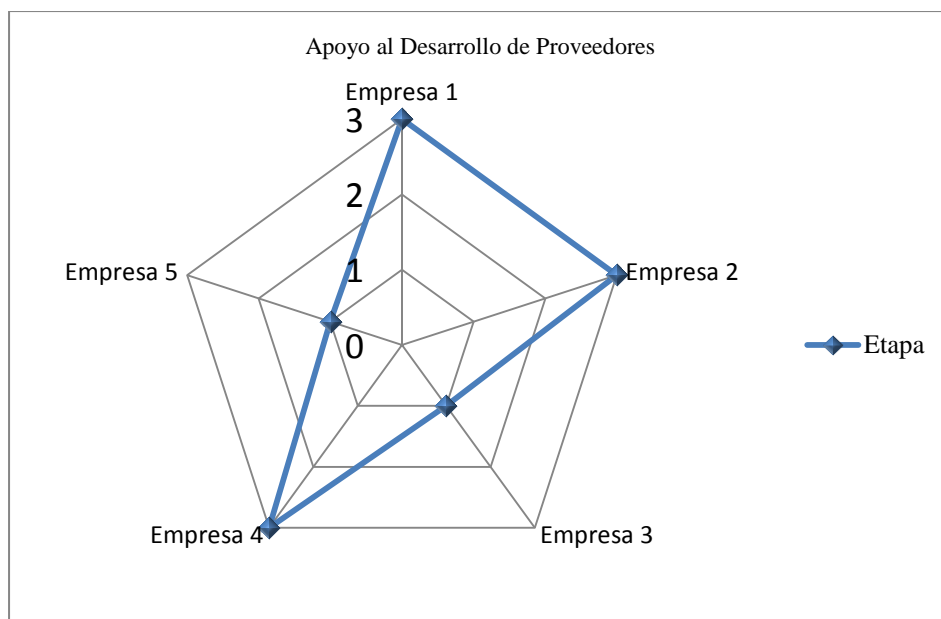 Apoyo al Desarrollo de Proveedores
Empresa 1
3
2
1
0
Empresa 2
Empresa 3
Empresa 4
Empresa 5
Etapa